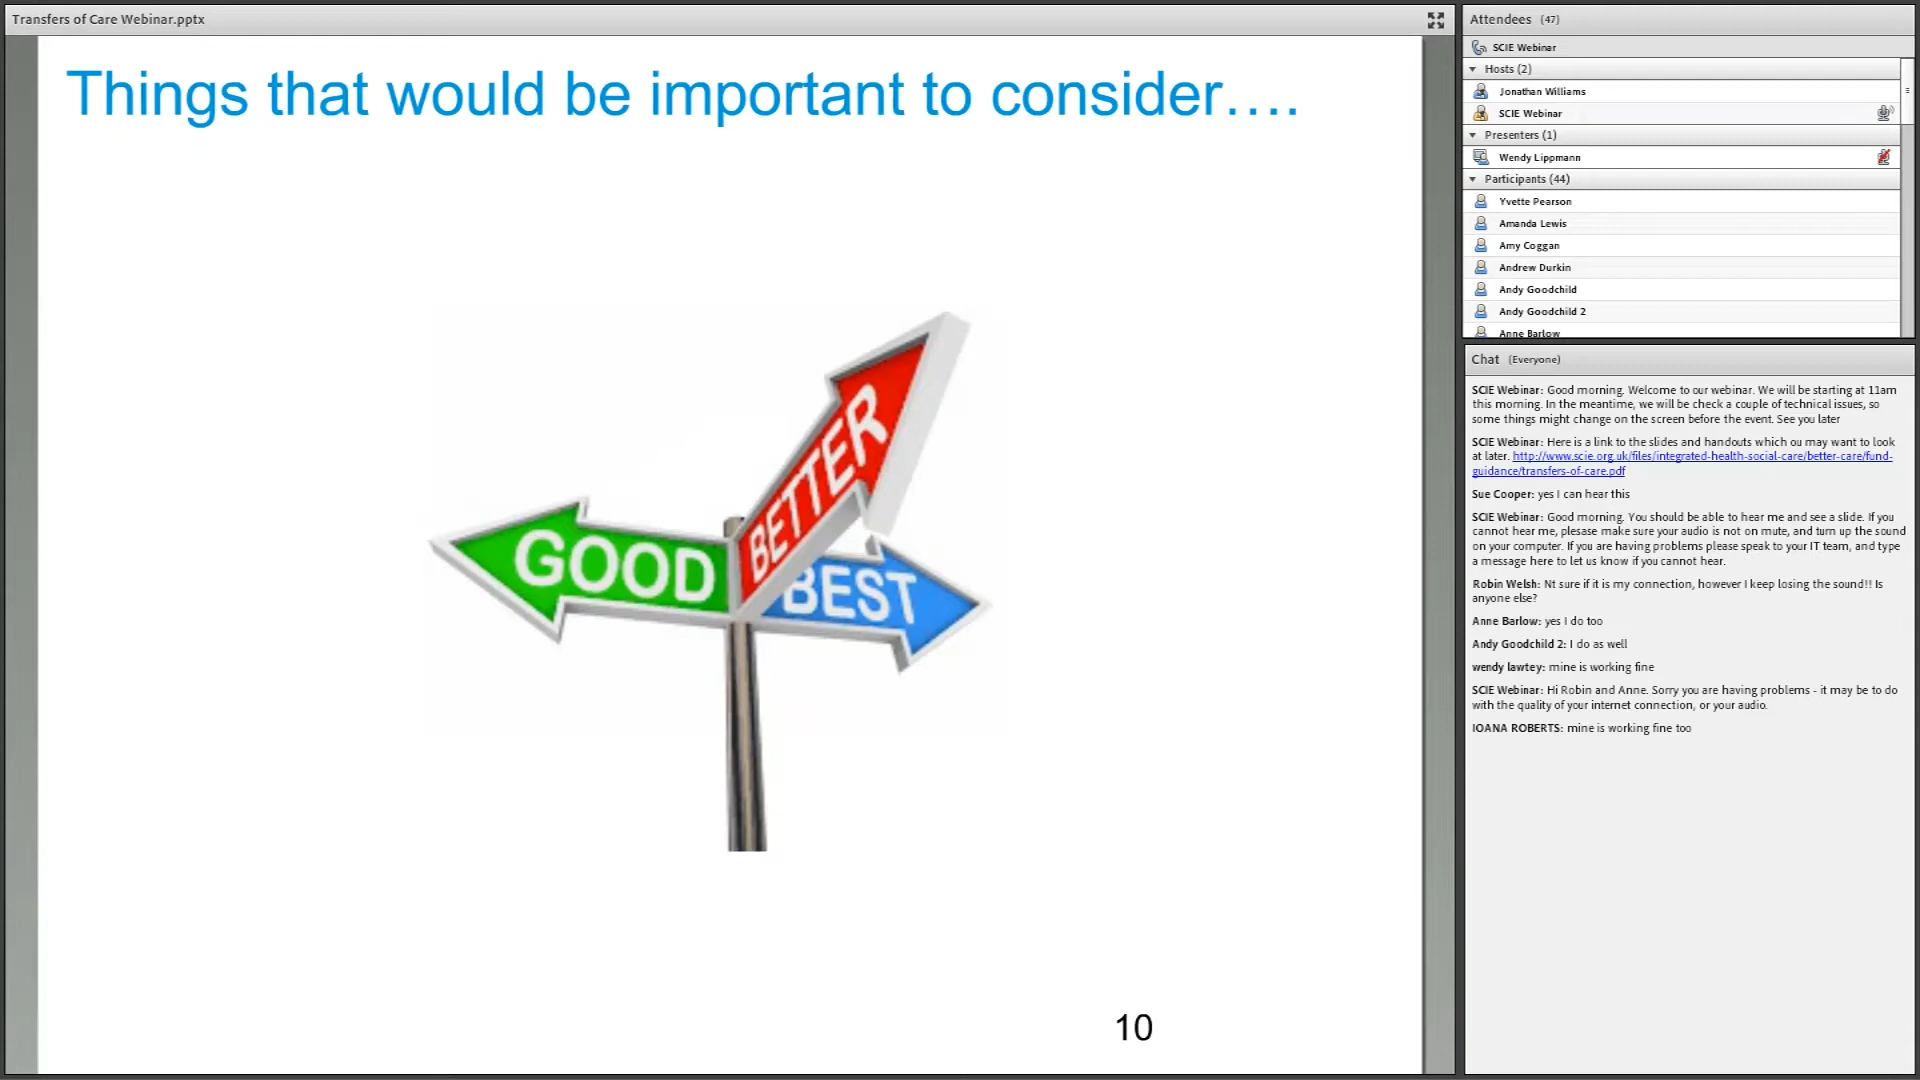 Transfers of Care Webinar.pptx
Things that would be important to consider….
GOOD
BETTER
BEST
10
Attendees (47)
SCIE Webinar
Hosts (2)
Jonathan Williams
SCIE Webinar
Presenters (1)
Wendy Lippmann
Participants (44)
Yvette Pearson
Amanda Lewis
Amy Coggan
Andrew Durkin
Andy Goodchild
Andy Goodchild 2
Anne Barlow
Chat (Everyone)
SCIE Webinar: Good morning. Welcome to our webinar. We will be starting at 11am
this morning. In the meantime, we will be check a couple of technical issues, so
some things might change on the screen before the event. See you later
SCIE Webinar: Here is a link to the slides and handouts which ou may want to look
at later. http://www.scie.org.uk/files/integrated-health-social-care/better-care/fund-
guidance/transfers-of-care.pdf
Sue Cooper: yes I can hear this
SCIE Webinar: Good morning. You should be able to hear me and see a slide. If you
cannot hear me, plesase make sure your audio is not on mute, and turn up the sound
on your computer. If you are having problems please speak to your IT team, and type
a message here to let us know if you cannot hear.
Robin Welsh: Nt sure if it is my connection, however I keep losing the sound!! Is
anyone else?
Anne Barlow: yes I do too
Andy Goodchild 2: I do as well
wendy lawtey: mine is working fine
SCIE Webinar: Hi Robin and Anne. Sorry you are having problems - it may be to do
with the quality of your internet connection, or your audio.
IOANA ROBERTS: mine is working fine too